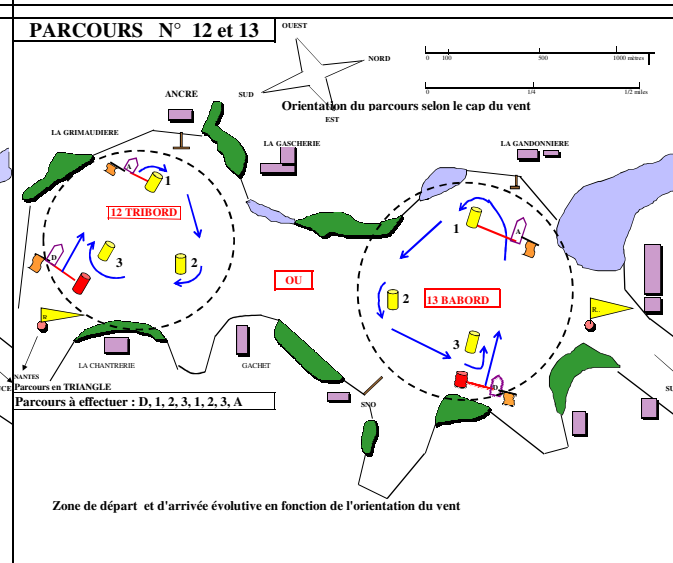 PARCOURS N° 12 et 13
OUEST
NORD
SUD
EST
0 100 500 1000 mètres
0 1/4 1/2 miles
Orientation du parcours selon le cap du vent
ANCRE
LA GRIMAUDIERE
LA GASCHERIE
LA GANDONNIERE
A
1
12 TRIBORD
3
2
D
R
OU
1
A
2
13 BABORD
3
D
R..
LA CHANTRERIE
GACHET
SNO
NANTES
CE
SU
Parcours en TRIANGLE
Parcours à effectuer : D, 1, 2, 3, 1, 2, 3, A
Zone de départ et d'arrivée évolutive en fonction de l'orientation du vent